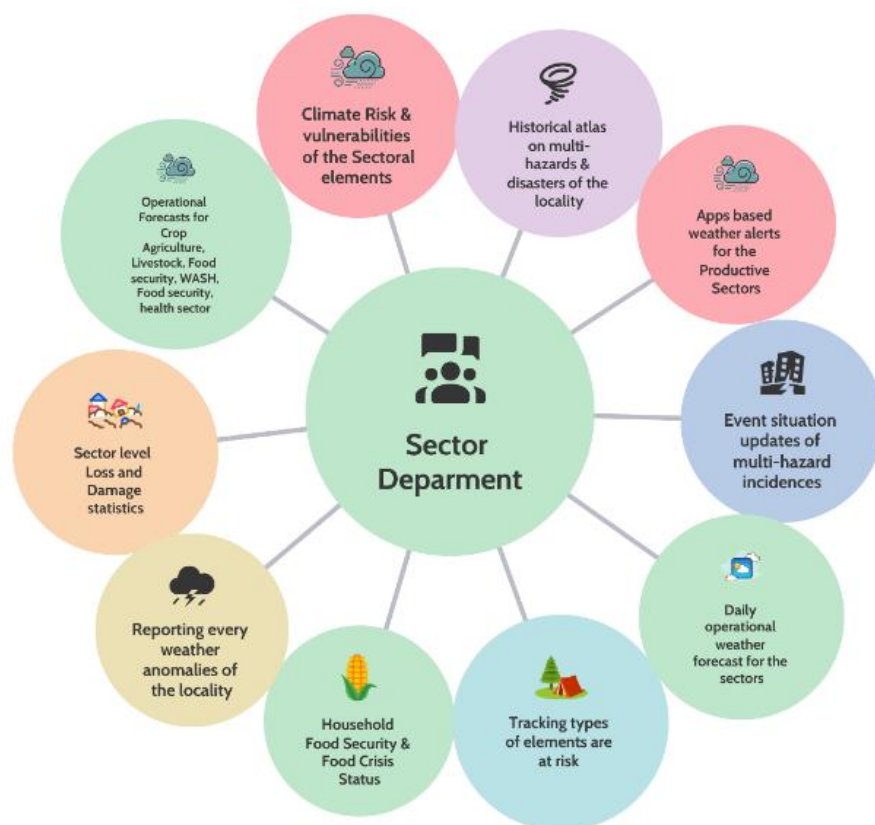 Climate Risk &
vulnerabilities
of the Sectoral
elements
Historical atlas
on multi-
hazards &
disasters of the
locality
Apps based
weather alerts
for the
Productive
Sectors
Event situation
updates of
multi-hazard
incidences
Daily
operational
weather
forecast for the
sectors
Tracking types
of elements are
at risk
Household
Food Security &
Food Crisis
Status
Reporting every
weather
anomalies of
the locality
Sector level
Loss and
Damage
statistics
Operational
Forecasts for
Crop
Agriculture,
Livestock, Food
security, WASH,
Food security,
health sector
Sector
Deparment